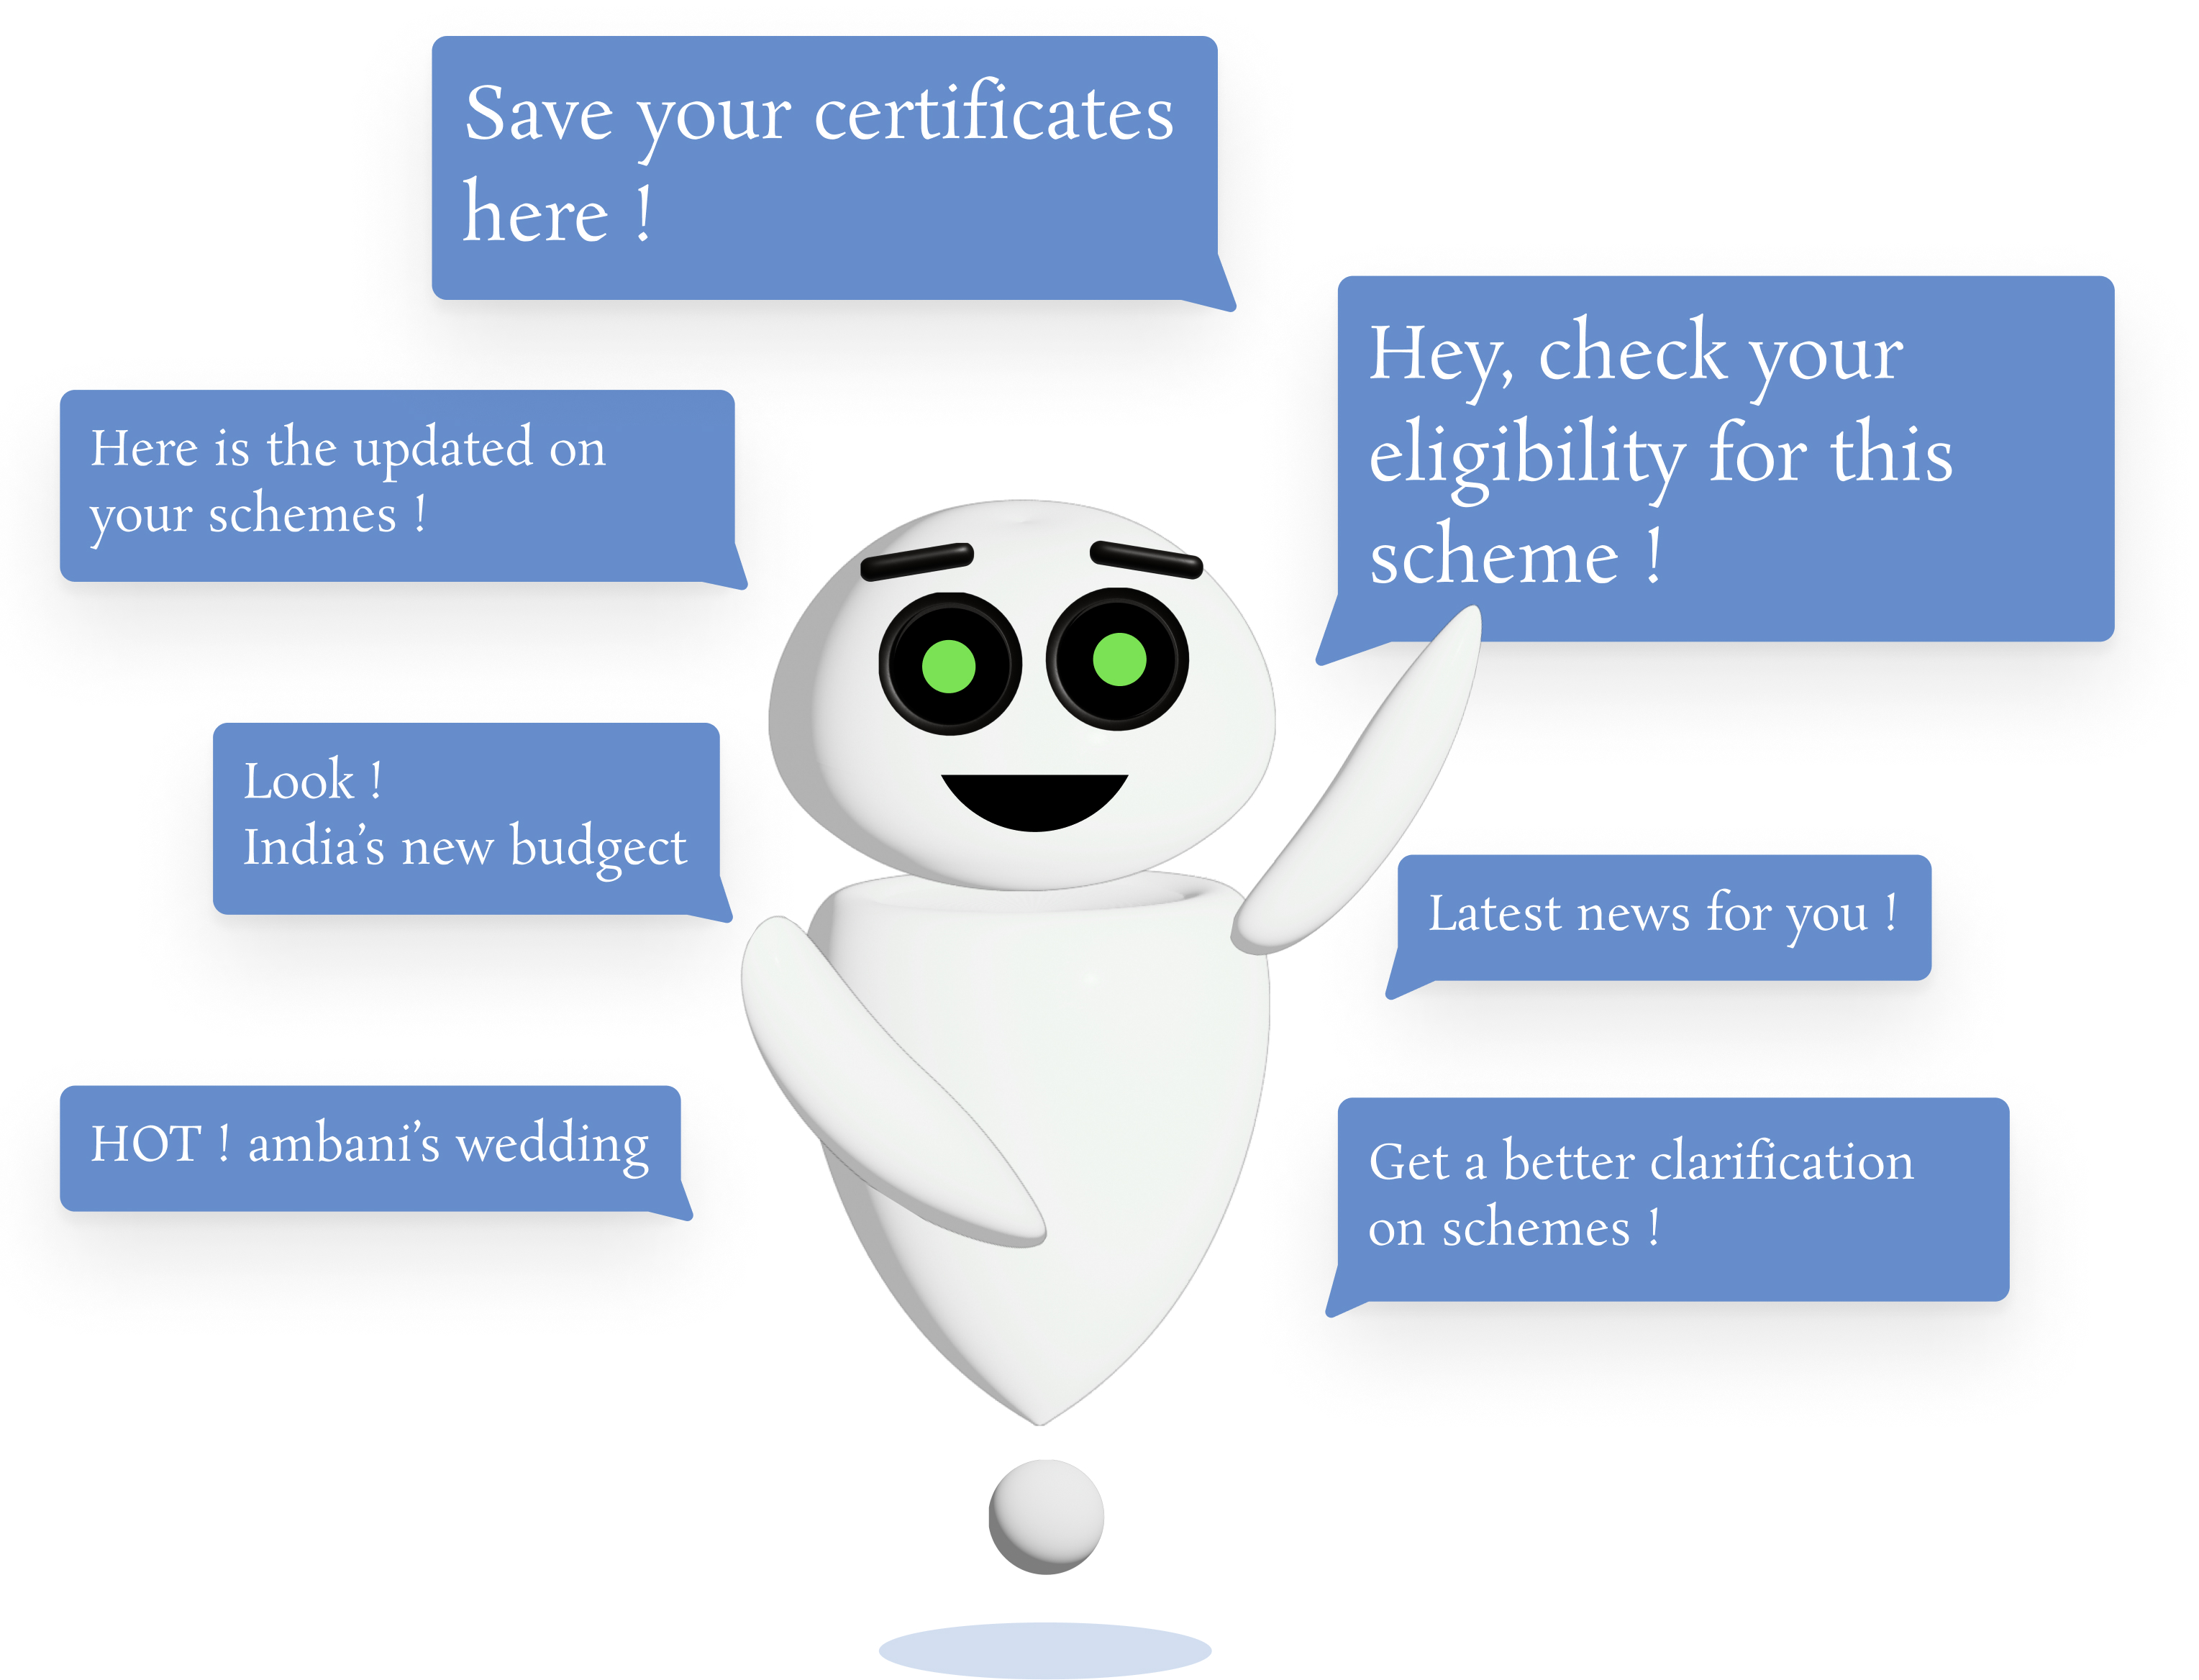 Save your certificates
here !
Hey, check your
eligibility for this
scheme !
Here is the updated on
your schemes !
Look !
India's new budgect
Latest news for you !
HOT ! ambani's wedding
Get a better clarification
on schemes !